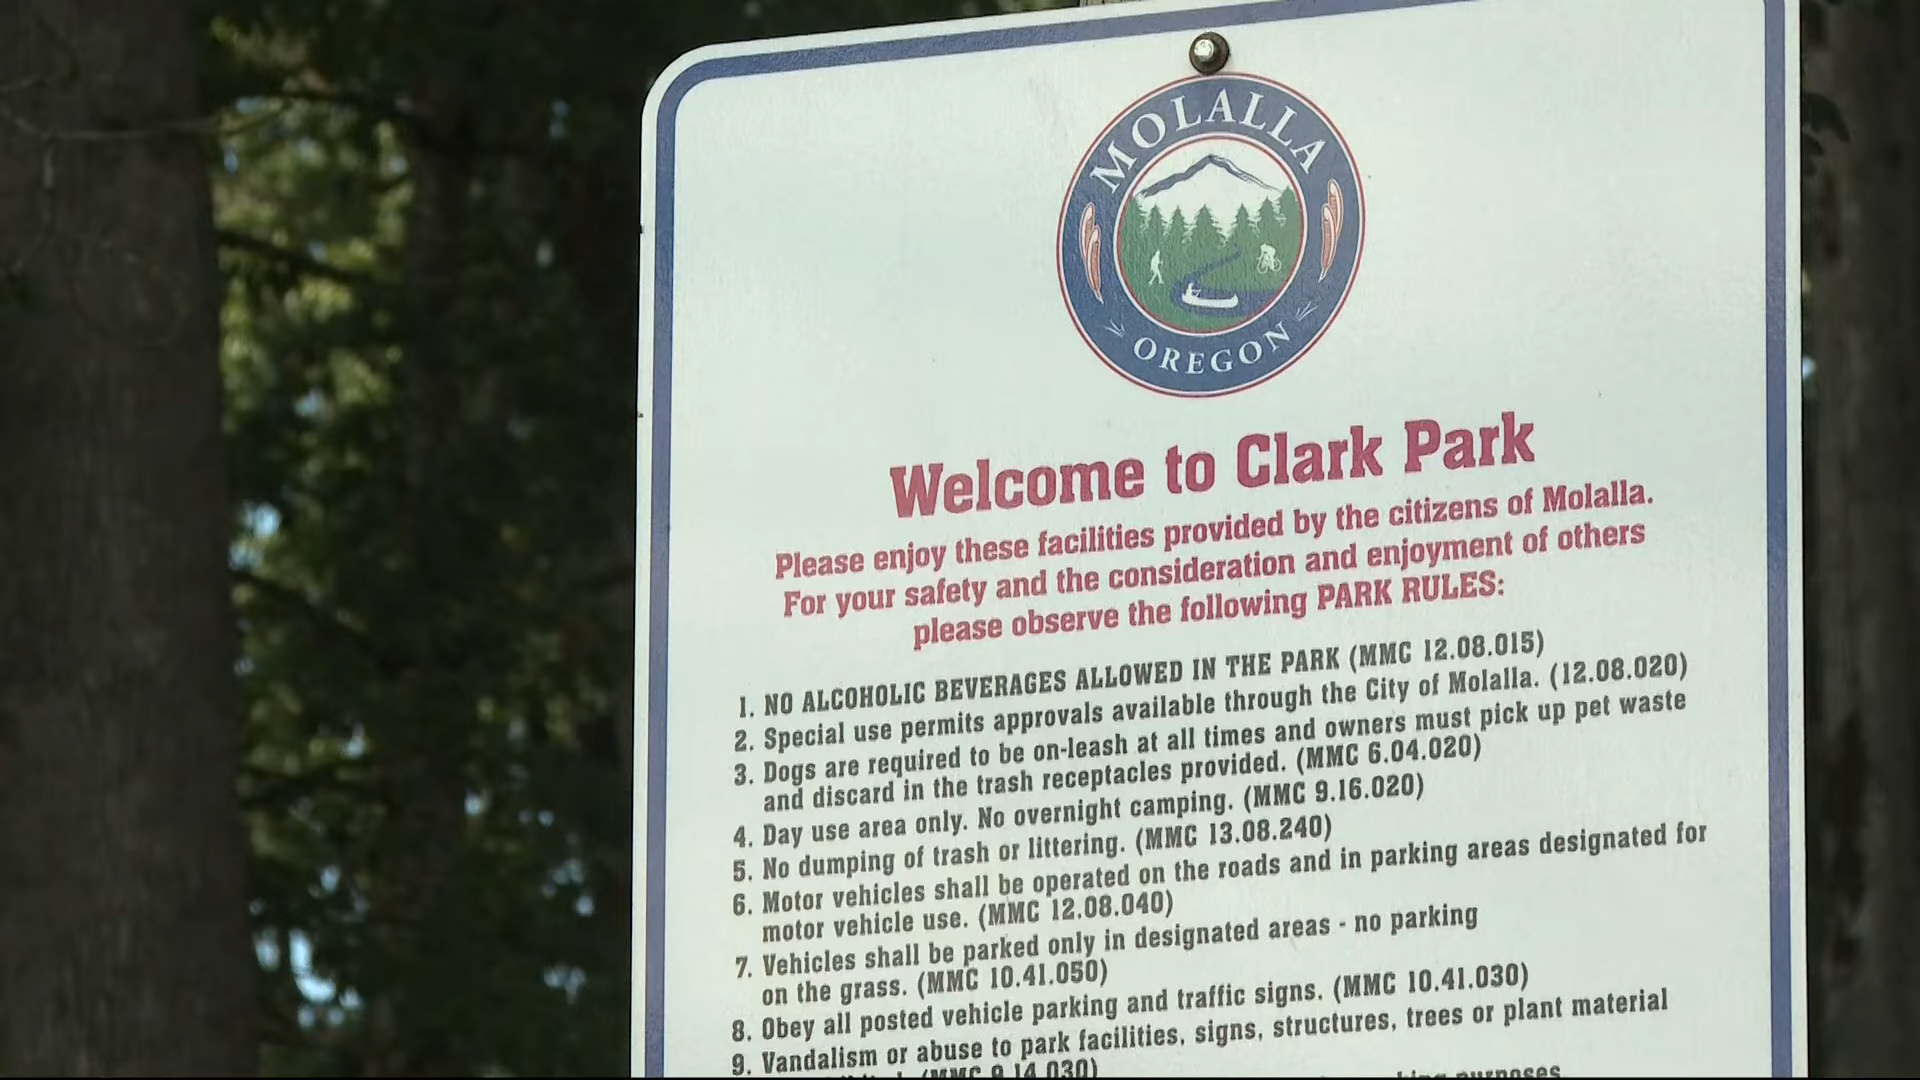 MOLALLA
OREGON
Welcome to Clark Park
Please enjoy these facilities provided by the citizens of Molalla.
For your safety and the consideration and enjoyment of others
please observe the following PARK RULES:
1. NO ALCOHOLIC BEVERAGES ALLOWED IN THE PARK (MMC 12.08.015)
2. Special use permits approvals available through the City of Molalla. (12.08.020)
3. Dogs are required to be on-leash at all times and owners must pick up pet waste
and discard in the trash receptacles provided. (MMC 6.04.020)
4. Day use area only. No overnight camping. (MMC 9.16.020)
5. No dumping of trash or littering. (MMC 13.08.240)
6. Motor vehicles shall be operated on the roads and in parking areas designated for
motor vehicle use. (MMC 12.08.040)
7. Vehicles shall be parked only in designated areas - no parking
on the grass. (MMC 10.41.050)
8. Obey all posted vehicle parking and traffic signs. (MMC 10.41.030)
9. Vandalism or abuse to park facilities, signs, structures, trees or plant material
(MMC 9.14.030)
purposes